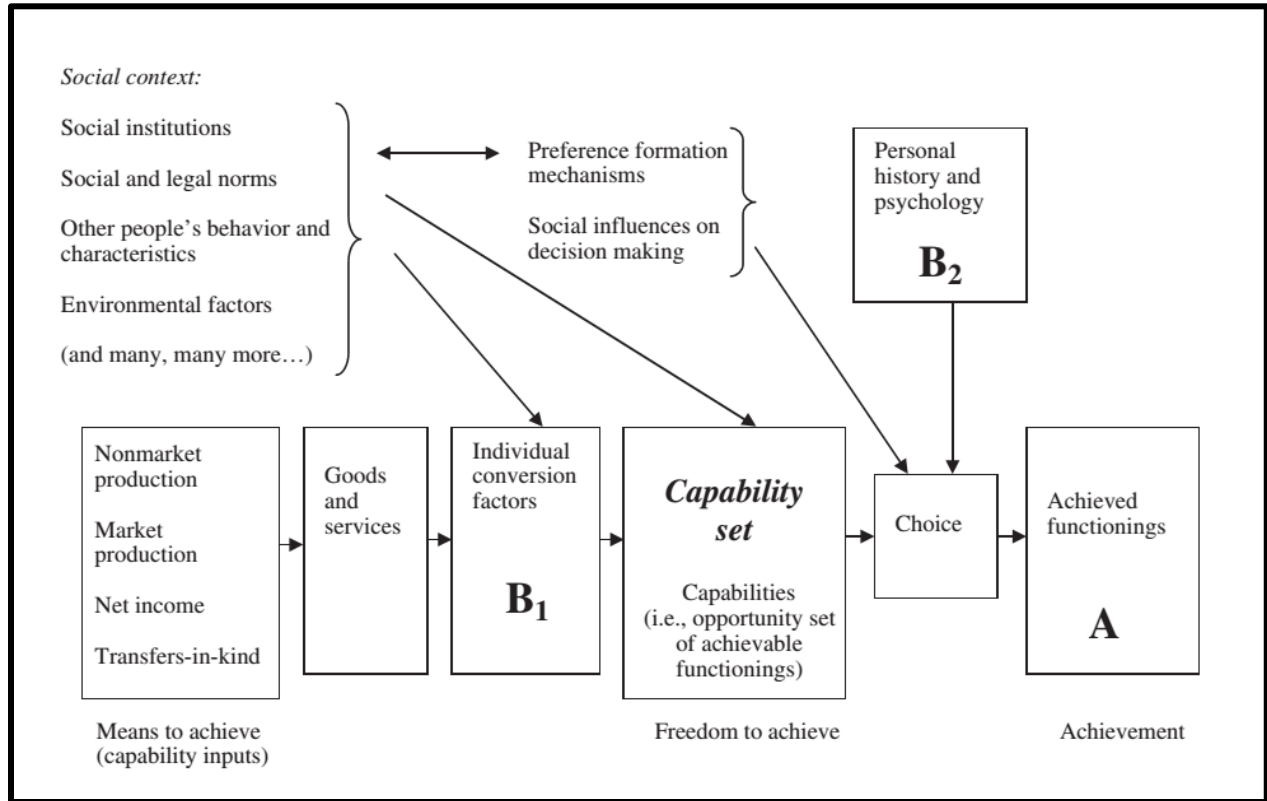 Social context:
Social institutions
Social and legal norms
Other people's behavior and
characteristics
Environmental factors
(and many, many more…)
Preference formation
mechanisms
Social influences on
decision making
Personal
history and
psychology
B2
Nonmarket
production
Market
production
Net income
Transfers-in-kind
Goods
and
services
Individual
conversion
factors
B1
Capability
set
Capabilities
(i.e., opportunity set
of achievable
functionings)
Choice
Achieved
functionings
A
Means to achieve
(capability inputs)
Freedom to achieve
Achievement